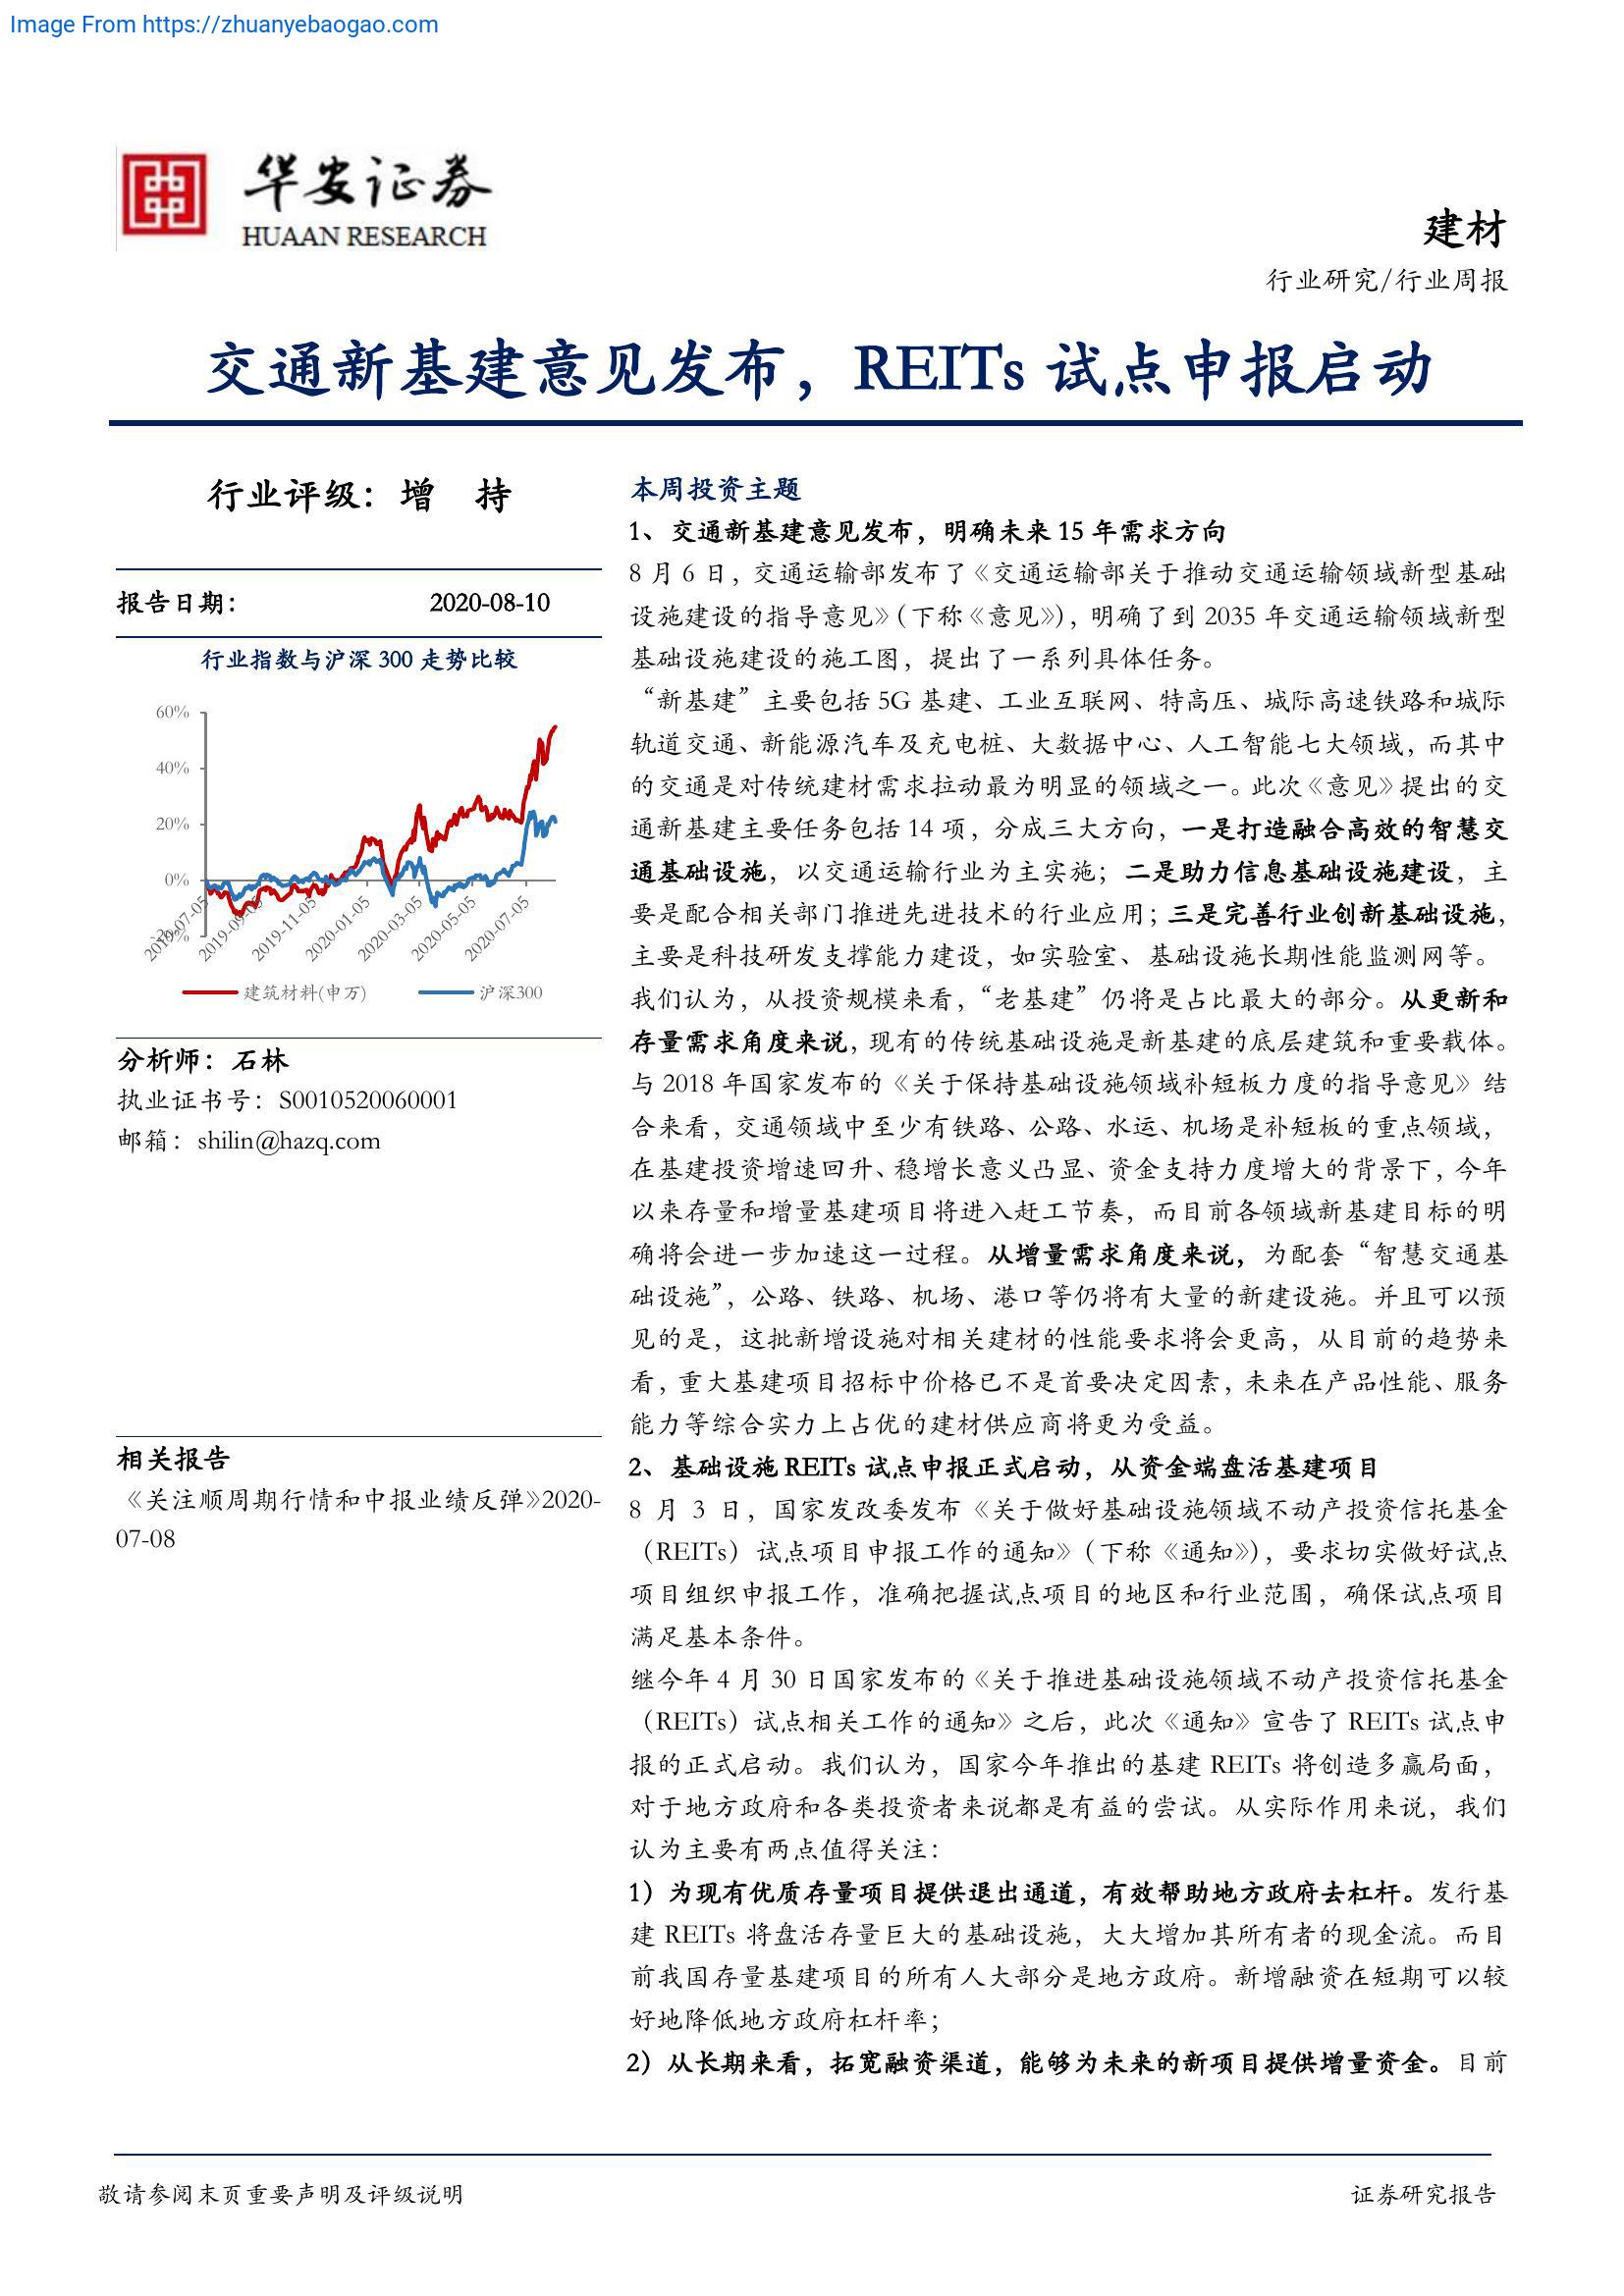 Image From https://zhuanyebaogao.com
华安证券
HUAAN RESEARCH
建材
行业研究/行业周报
交通新基建意见发布，REITs 试点申报启动
行业评级：增 持
报告日期： 2020-08-10
行业指数与沪深 300 走势比较
60%
40%
20%
0%
-20%
2019-07-05
2019-09-05
2019-11-05
2020-01-05
2020-03-05
2020-05-05
2020-07-05
建筑材料(申万) 沪深300
分析师：石林
执业证书号：S0010520060001
邮箱：shilin@hazq.com
相关报告
《关注顺周期行情和中报业绩反弹》2020-
07-08
本周投资主题
1、交通新基建意见发布，明确未来 15 年需求方向
8 月 6 日，交通运输部发布了《交通运输部关于推动交通运输领域新型基础
设施建设的指导意见》（下称《意见》），明确了到 2035 年交通运输领域新型
基础设施建设的施工图，提出了一系列具体任务。
“新基建”主要包括 5G 基建、工业互联网、特高压、城际高速铁路和城际
轨道交通、新能源汽车及充电桩、大数据中心、人工智能七大领域，而其中
的交通是对传统建材需求拉动最为明显的领域之一。此次《意见》提出的交
通新基建主要任务包括 14 项，分成三大方向，一是打造融合高效的智慧交
通基础设施，以交通运输行业为主实施；二是助力信息基础设施建设，主
要是配合相关部门推进先进技术的行业应用；三是完善行业创新基础设施，
主要是科技研发支撑能力建设，如实验室、基础设施长期性能监测网等。
我们认为，从投资规模来看，“老基建”仍将是占比最大的部分。从更新和
存量需求角度来说，现有的传统基础设施是新基建的底层建筑和重要载体。
与 2018 年国家发布的《关于保持基础设施领域补短板力度的指导意见》结
合来看，交通领域中至少有铁路、公路、水运、机场是补短板的重点领域，
在基建投资增速回升、稳增长意义凸显、资金支持力度增大的背景下，今年
以来存量和增量基建项目将进入赶工节奏，而目前各领域新基建目标的明
确将会进一步加速这一过程。从增量需求角度来说，为配套“智慧交通基
础设施”，公路、铁路、机场、港口等仍将有大量的新建设施。并且可以预
见的是，这批新增设施对相关建材的性能要求将会更高，从目前的趋势来
看，重大基建项目招标中价格已不是首要决定因素，未来在产品性能、服务
能力等综合实力上占优的建材供应商将更为受益。
2、基础设施 REITs 试点申报正式启动，从资金端盘活基建项目
8 月 3 日，国家发改委发布《关于做好基础设施领域不动产投资信托基金
（REITs）试点项目申报工作的通知》（下称《通知》），要求切实做好试点
项目组织申报工作，准确把握试点项目的地区和行业范围，确保试点项目
满足基本条件。
继今年 4 月 30 日国家发布的《关于推进基础设施领域不动产投资信托基金
（REITs）试点相关工作的通知》之后，此次《通知》宣告了 REITs 试点申
报的正式启动。我们认为，国家今年推出的基建 REITs 将创造多赢局面，
对于地方政府和各类投资者来说都是有益的尝试。从实际作用来说，我们
认为主要有两点值得关注：
1）为现有优质存量项目提供退出通道，有效帮助地方政府去杠杆。发行基
建 REITs 将盘活存量巨大的基础设施，大大增加其所有者的现金流。而目
前我国存量基建项目的所有人大部分是地方政府。新增融资在短期可以较
好地降低地方政府杠杆率；
2）从长期来看，拓宽融资渠道，能够为未来的新项目提供增量资金。目前
敬请参阅末页重要声明及评级说明 证券研究报告